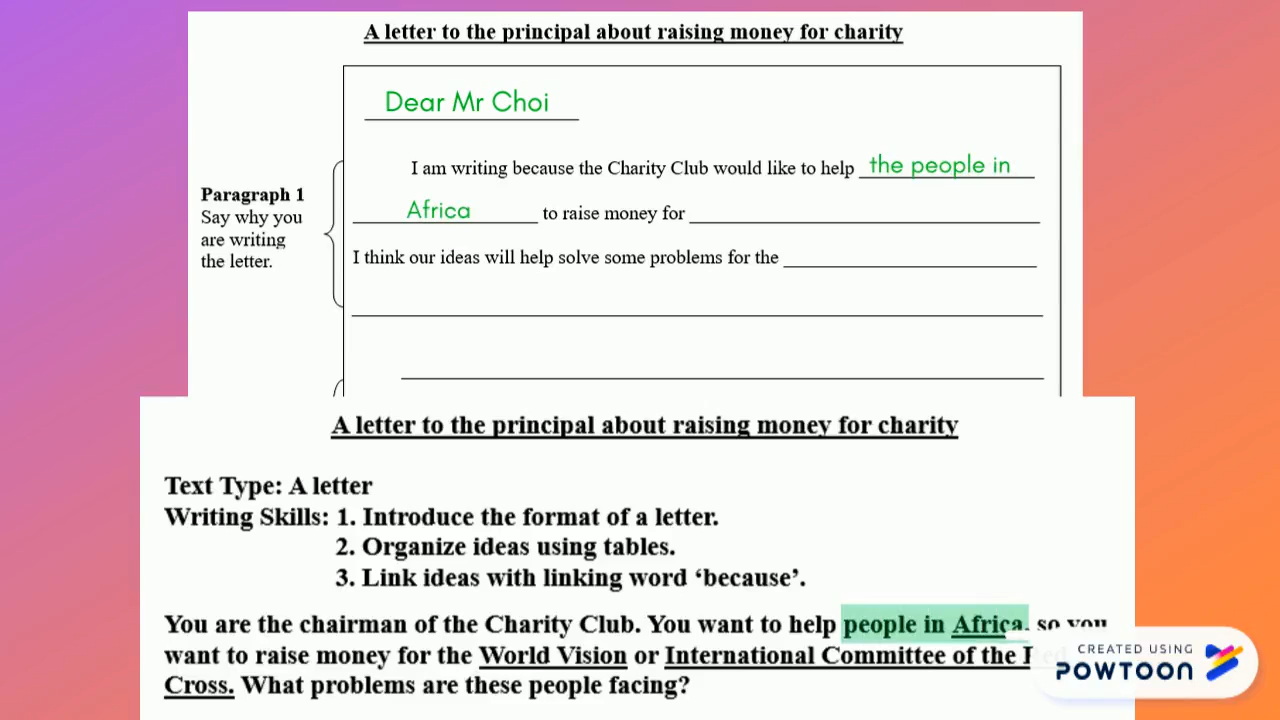 A letter to the principal about raising money for charity
Dear Mr Choi
I am writing because the Charity Club would like to help the people in
Africa to raise money for
I think our ideas will help solve some problems for the
Paragraph 1
Say why you
are writing
the letter.
A letter to the principal about raising money for charity
Text Type: A letter
Writing Skills: 1. Introduce the format of a letter.
2. Organize ideas using tables.
3. Link ideas with linking word ‘because’.
You are the chairman of the Charity Club. You want to help people in Africa, so you
want to raise money for the World Vision or International Committee of the Red
Cross. What problems are these people facing?
CREATED USING
POWTOON